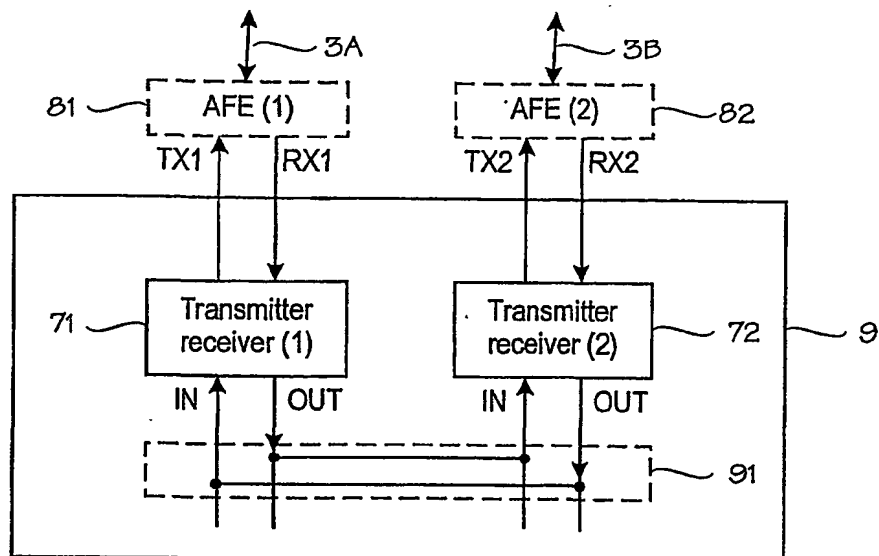 3A
3B
81
AFE (1)
AFE (2)
82
TX1
RX1
TX2
RX2
71
Transmitter
receiver (1)
Transmitter
receiver (2)
72
9
IN
OUT
IN
OUT
91